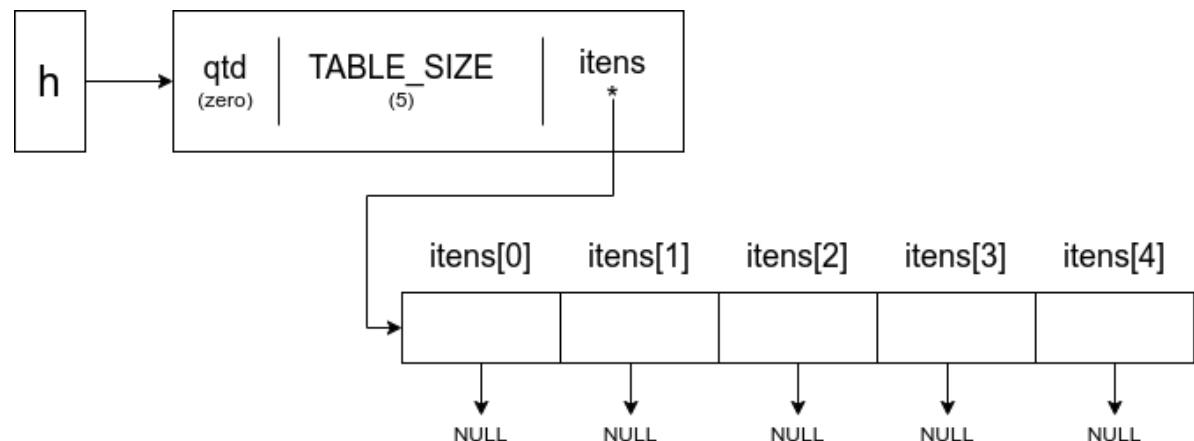 h
qtd
(zero)
TABLE_SIZE
(5)
itens
*
itens[0] itens[1] itens[2] itens[3] itens[4]
NULL NULL NULL NULL NULL